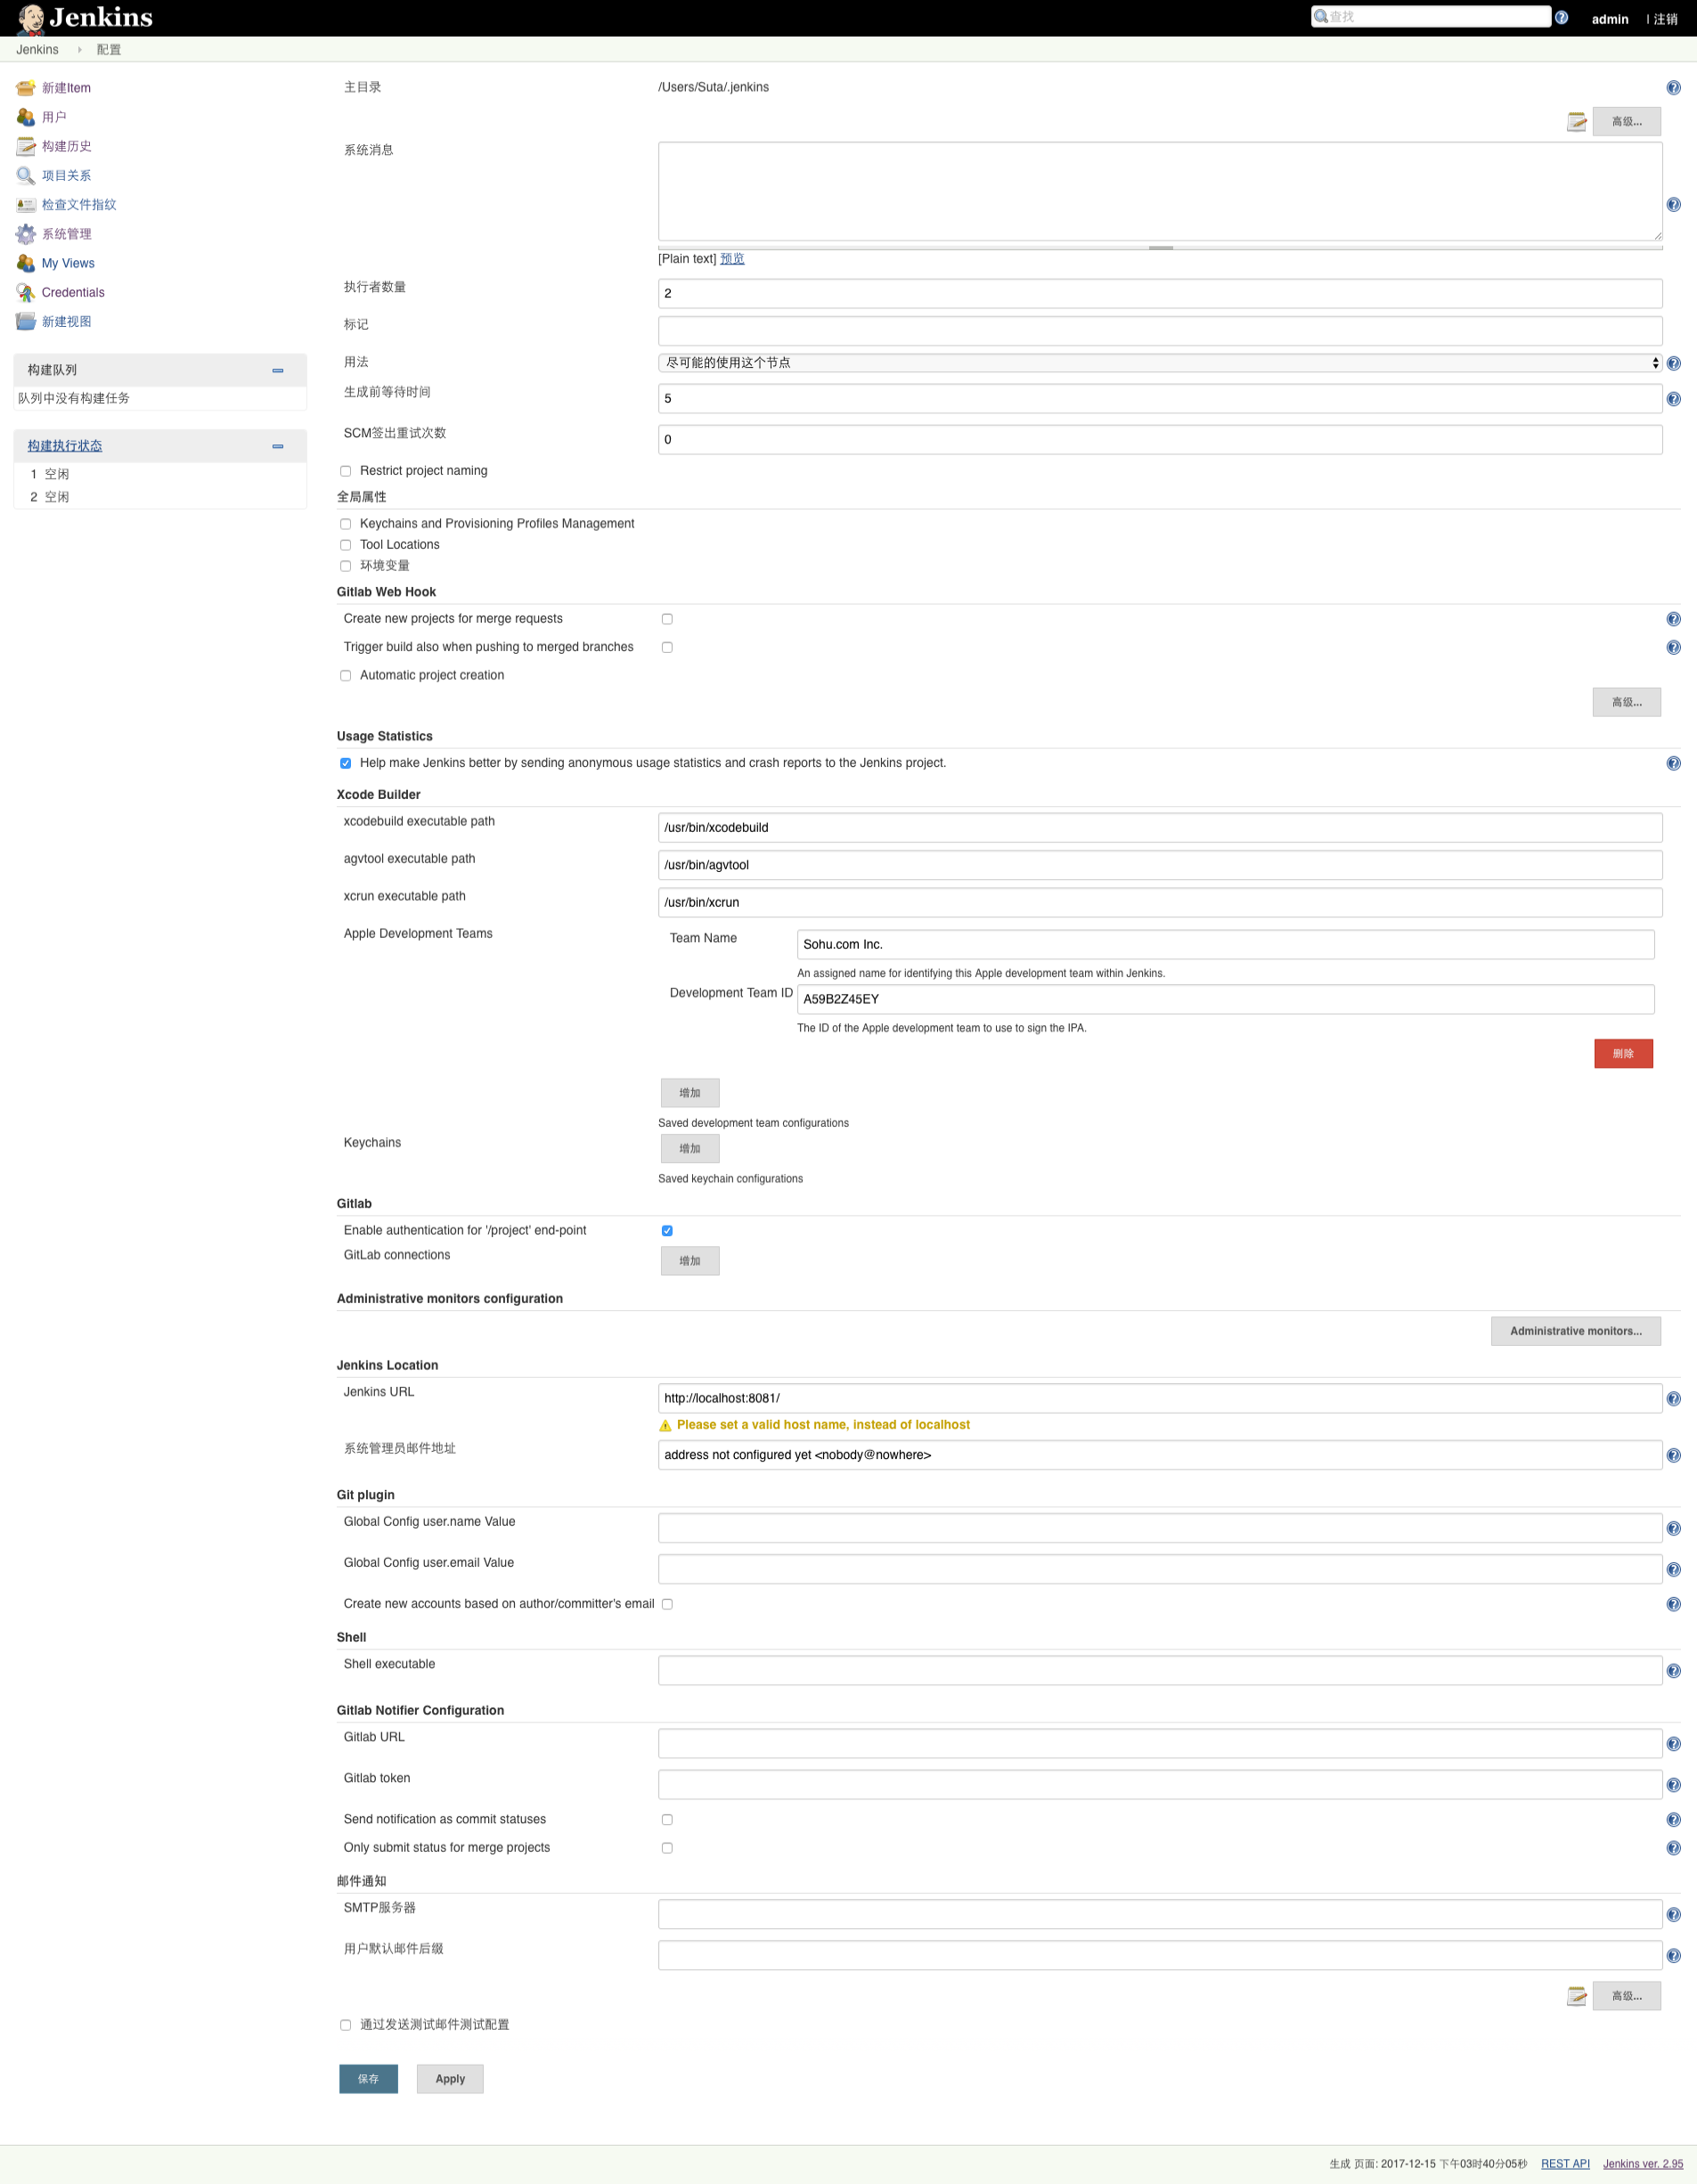 Jenkins
查找
admin
| 注销
Jenkins
配置
新建Item
用户
构建历史
项目关系
检查文件指纹
系统管理
My Views
Credentials
新建视图
构建队列
队列中没有构建任务
构建执行状态
1 空闲
2 空闲
主目录
/Users/Suta/.jenkins
高级...
系统消息
[Plain text] 预览
执行者数量
2
标记
用法
尽可能的使用这个节点
生成前等待时间
5
SCM签出重试次数
0
Restrict project naming
全局属性
Keychains and Provisioning Profiles Management
Tool Locations
环境变量
Gitlab Web Hook
Create new projects for merge requests
Trigger build also when pushing to merged branches
Automatic project creation
高级...
Usage Statistics
Help make Jenkins better by sending anonymous usage statistics and crash reports to the Jenkins project.
Xcode Builder
xcodebuild executable path
/usr/bin/xcodebuild
agvtool executable path
/usr/bin/agvtool
xcrun executable path
/usr/bin/xcrun
Apple Development Teams
Team Name
Sohu.com Inc.
An assigned name for identifying this Apple development team within Jenkins.
Development Team ID
A59B2Z45EY
The ID of the Apple development team to use to sign the IPA.
删除
增加
Saved development team configurations
Keychains
增加
Saved keychain configurations
Gitlab
Enable authentication for '/project' end-point
GitLab connections
增加
Administrative monitors configuration
Administrative monitors...
Jenkins Location
Jenkins URL
http://localhost:8081/
Please set a valid host name, instead of localhost
系统管理员邮件地址
address not configured yet <nobody@nowhere>
Git plugin
Global Config user.name Value
Global Config user.email Value
Create new accounts based on author/committer's email
Shell
Shell executable
Gitlab Notifier Configuration
Gitlab URL
Gitlab token
Send notification as commit statuses
Only submit status for merge projects
邮件通知
SMTP服务器
用户默认邮件后缀
高级...
通过发送测试邮件测试配置
保存
Apply
生成 页面: 2017-12-15 下午03时40分05秒
REST API
Jenkins ver. 2.95